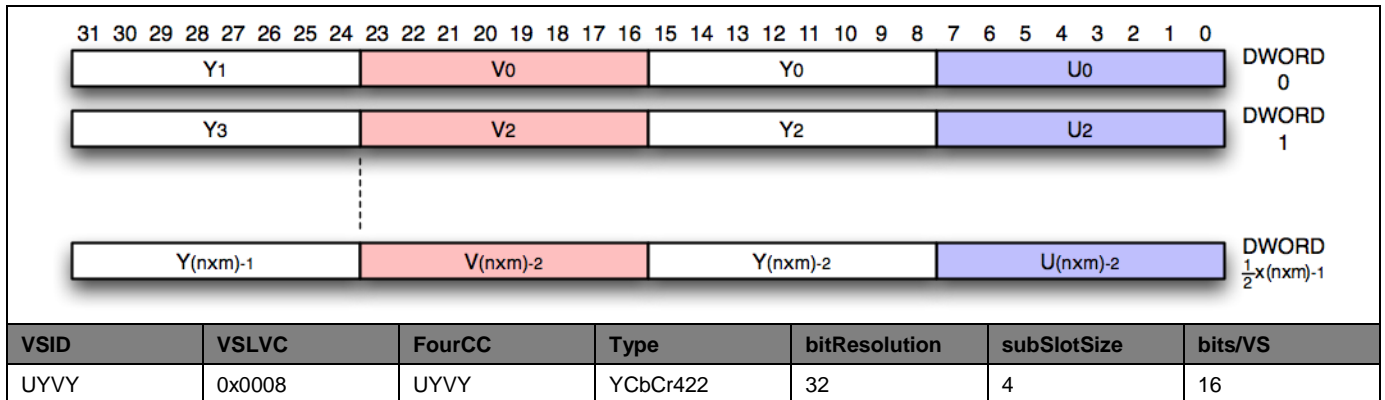 31 30 29 28 27 26 25 24 23 22 21 20 19 18 17 16 15 14 13 12 11 10 9 8 7 6 5 4 3 2 1 0
Y1 V0 Y0 U0 DWORD 0
Y3 V2 Y2 U2 DWORD 1
Y(nxm)-1 V(nxm)-2 Y(nxm)-2 U(nxm)-2 DWORD ½x(nxm)-1
VSID VSLVC FourCC Type bitResolution subSlotSize bits/VS
UYVY 0x0008 UYVY YCbCr422 32 4 16